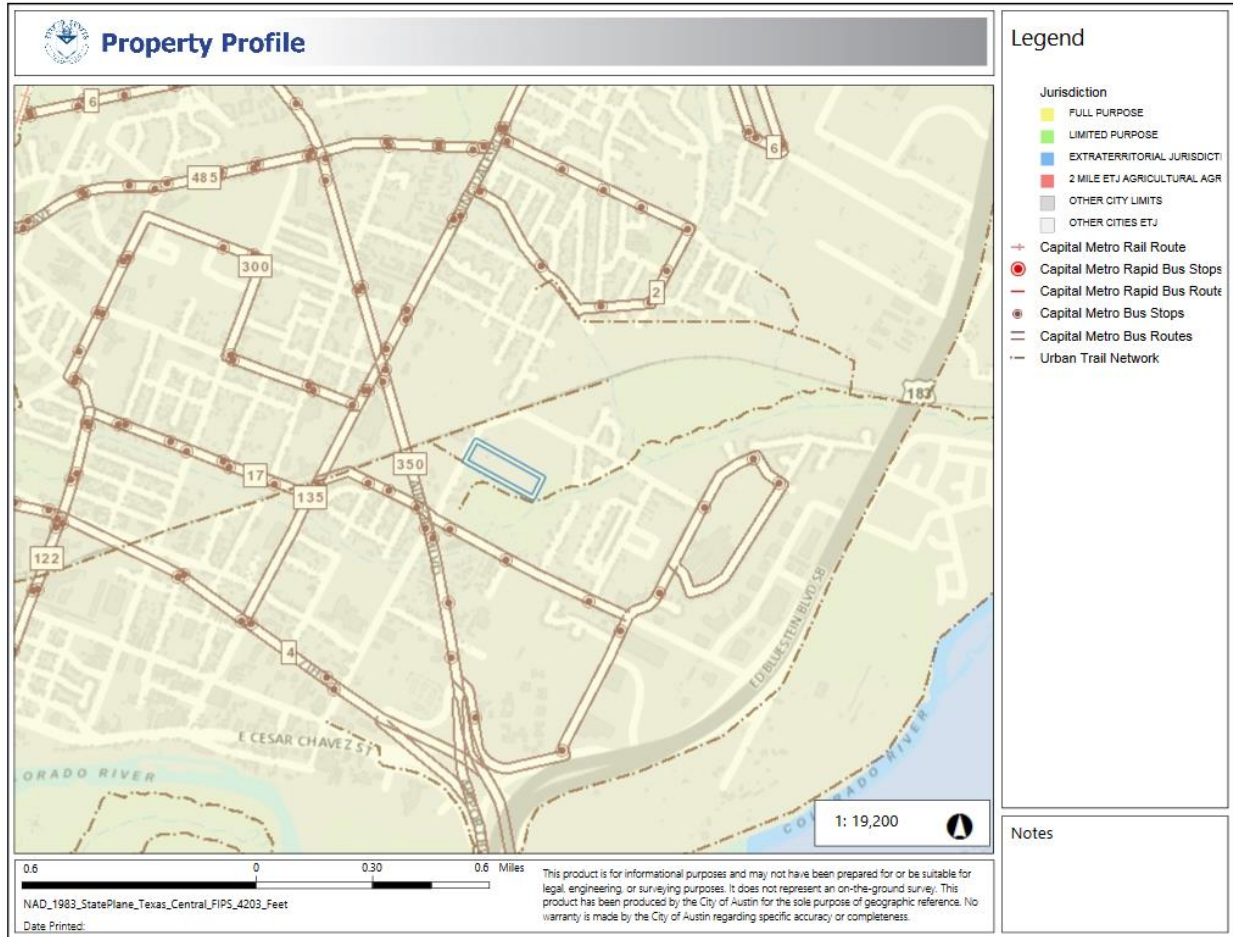 Property Profile
6
485
AVE
300
6
2
183
350
17
135
122
4
7TH
E CESAR CHAVEZ ST
ED BLUESTEIN BLVD SB
COLORADO RIVER
1: 19,200
Legend
Jurisdiction
FULL PURPOSE
LIMITED PURPOSE
EXTRATERRITORIAL JURISDICTI
2 MILE ETJ AGRICULTURAL AGR
OTHER CITY LIMITS
OTHER CITIES ETJ
Capital Metro Rail Route
Capital Metro Rapid Bus Stops
Capital Metro Rapid Bus Route
Capital Metro Bus Stops
Capital Metro Bus Routes
Urban Trail Network
Notes
0.6 0 0.30 0.6 Miles
NAD_1983_StatePlane_Texas_Central_FIPS_4203_Feet
Date Printed:
This product is for informational purposes and may not have been prepared for or be suitable for
legal, engineering, or surveying purposes. It does not represent an on-the-ground survey. This
product has been produced by the City of Austin for the sole purpose of geographic reference. No
warranty is made by the City of Austin regarding specific accuracy or completeness.